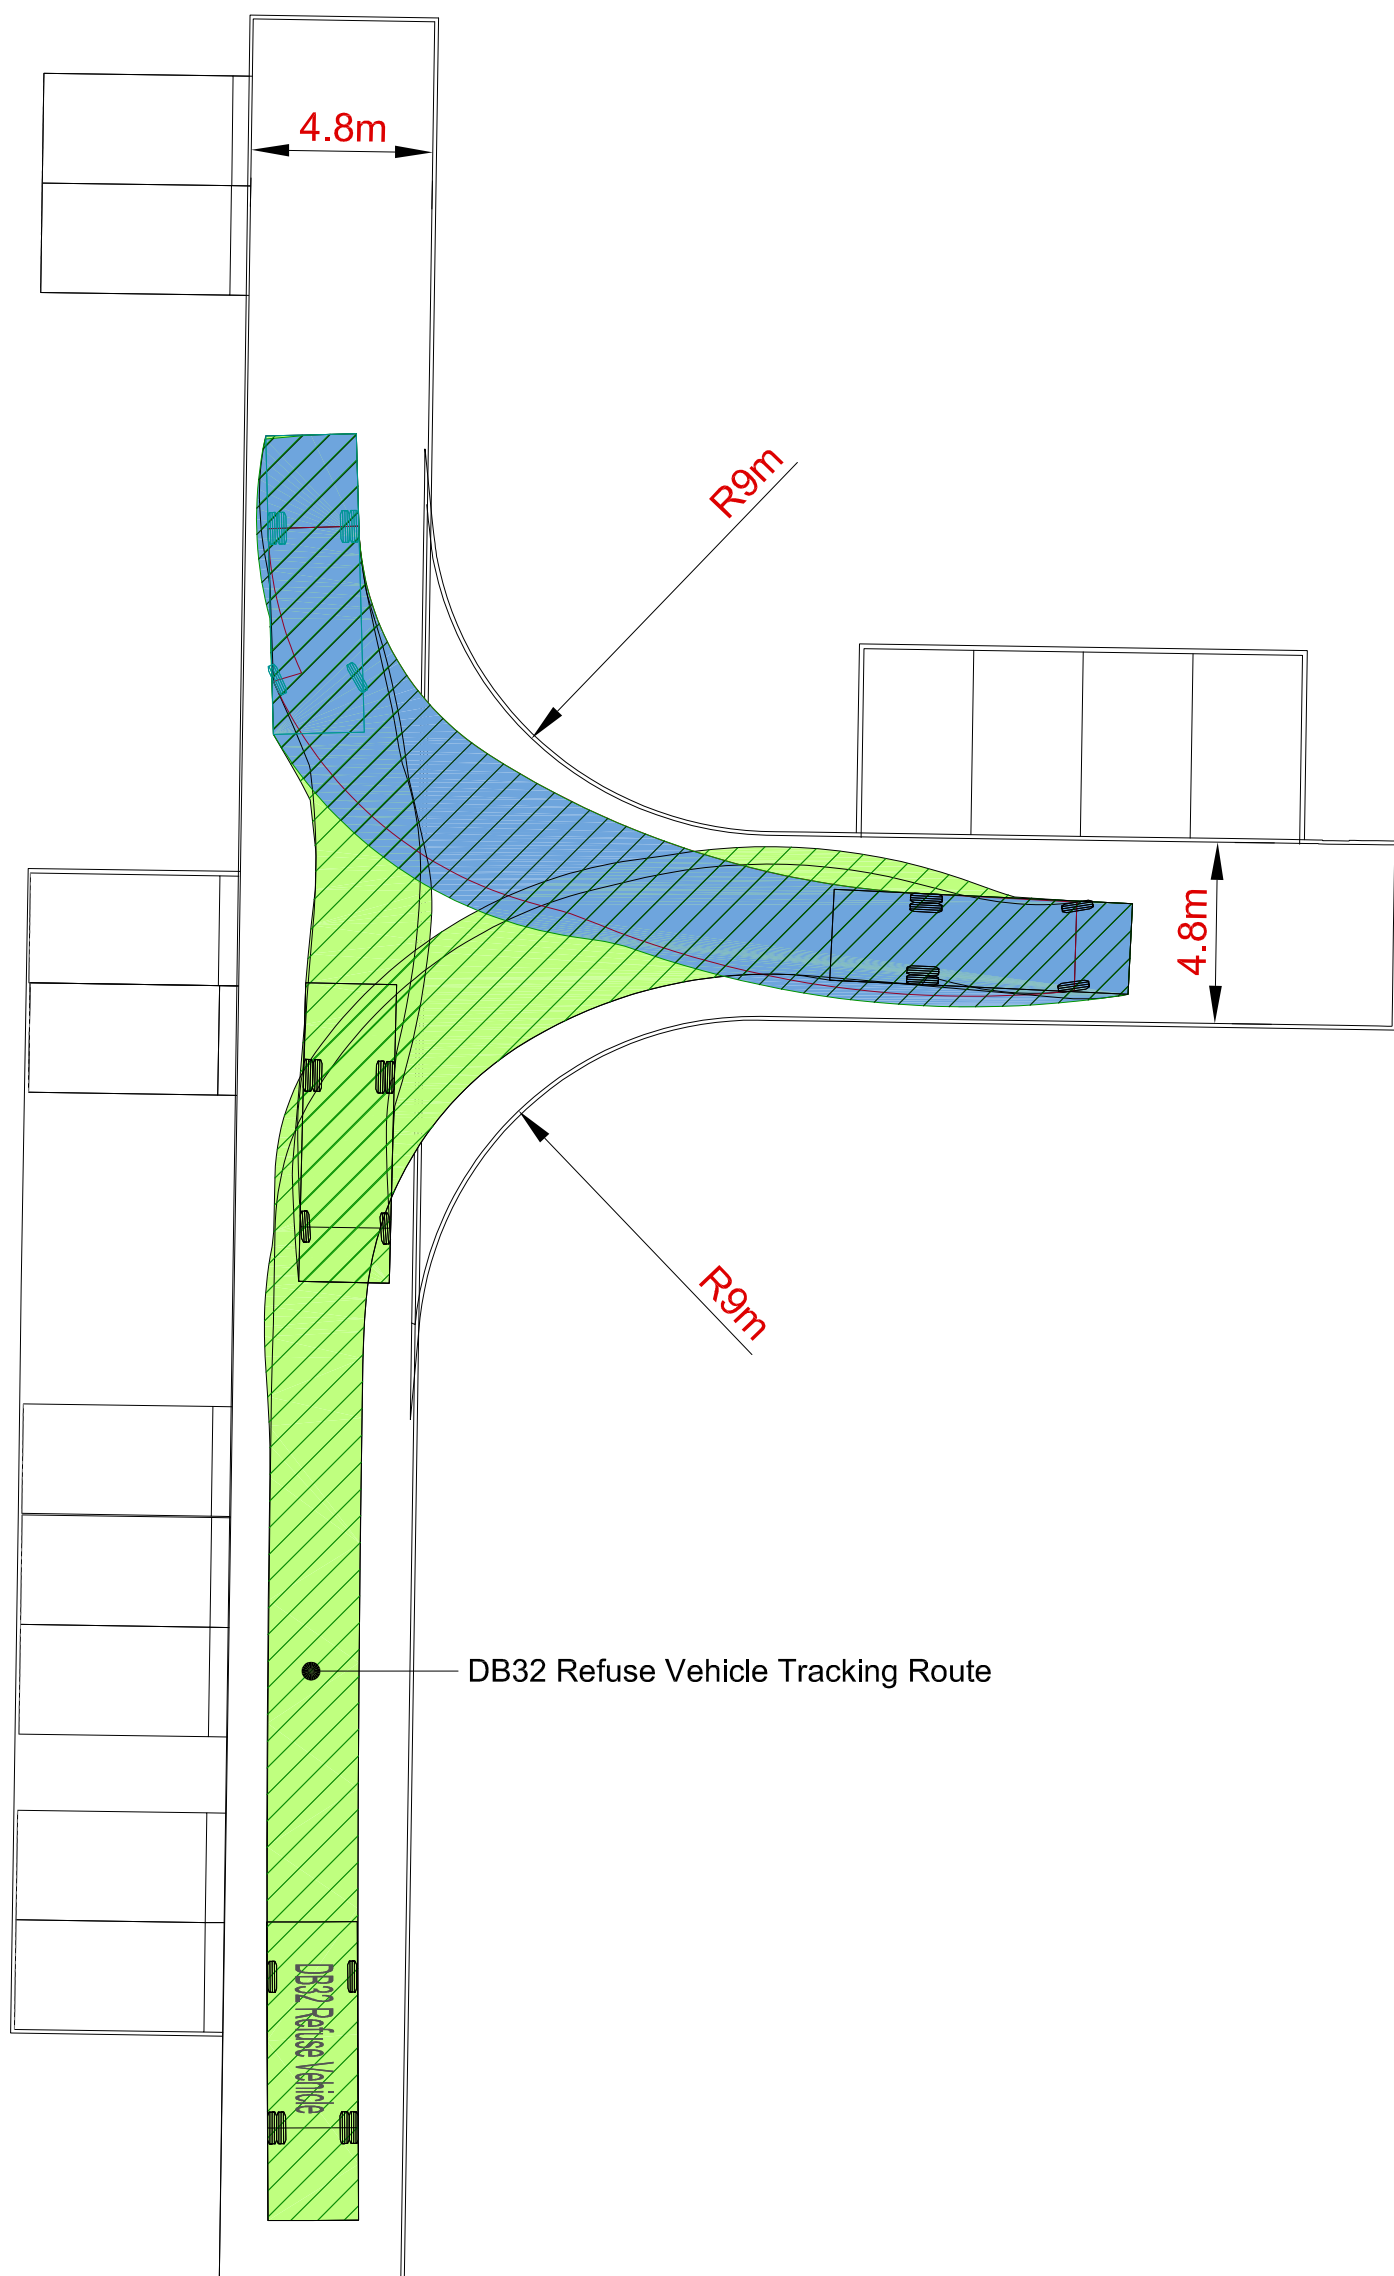 4.8m
R9m
4.8m
R9m
DB32 Refuse Vehicle Tracking Route
DB32 Refuse Vehicle